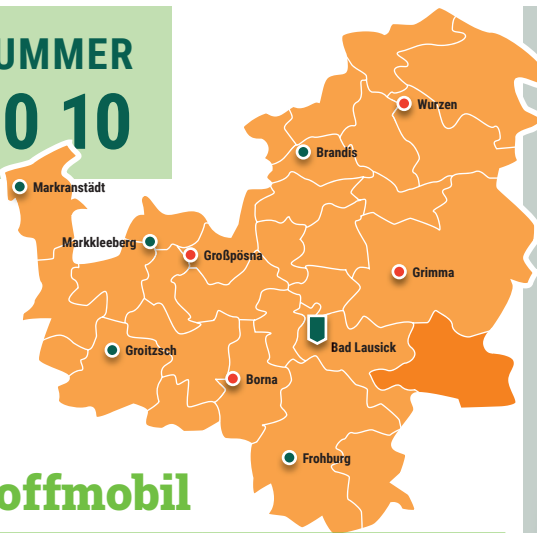 UMMER
0 10
Wurzen
Brandis
Markranstädt
Markkleeberg
Großpösna
Grimma
Bad Lausick
Groitzsch
Borna
Frohburg
offmobil